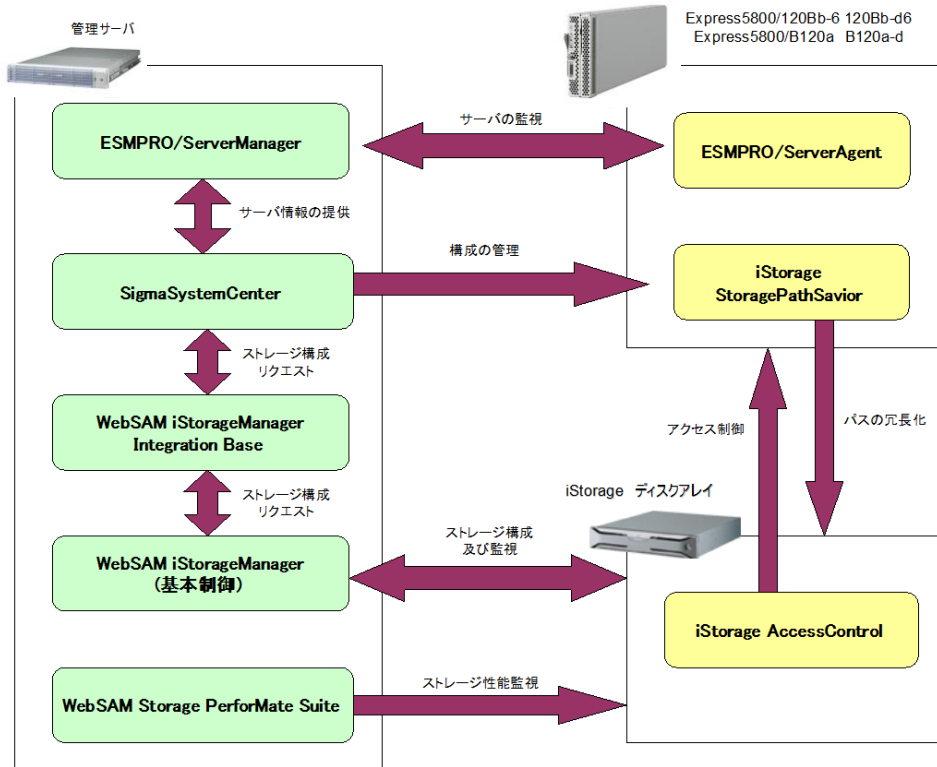 管理サーバ
Express5800/120Bb-6 120Bb-d6
Express5800/B120a B120a-d
ESMPRO/ServerManager
サーバの監視
ESMPRO/ServerAgent
サーバ情報の提供
構成の管理
SigmaSystemCenter
iStorage
StoragePathSavior
ストレージ構成
リクエスト
WebSAM iStorageManager
Integration Base
アクセス制御
パスの冗長化
ストレージ構成
リクエスト
iStorage ディスクアレイ
WebSAM iStorageManager
(基本制御)
ストレージ構成
及び監視
iStorage AccessControl
WebSAM Storage PerforMate Suite
ストレージ性能監視